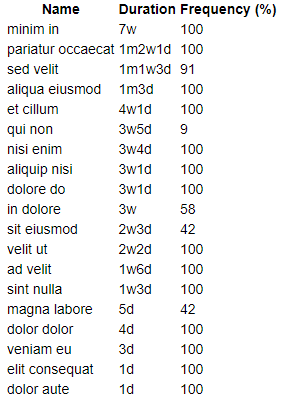 Name Duration Frequency (%)
minim in 7w 100
pariatur occaecat 1m2w1d 100
sed velit 1m1w3d 91
aliqua eiusmod 1m3d 100
et cillum 4w1d 100
qui non 3w5d 9
nisi enim 3w4d 100
aliquip nisi 3w1d 100
dolore do 3w1d 100
in dolore 3w 58
sit eiusmod 2w3d 42
velit ut 2w2d 100
ad velit 1w6d 100
sint nulla 1w3d 100
magna labore 5d 42
dolor dolor 4d 100
veniam eu 3d 100
elit consequat 1d 100
dolor aute 1d 100